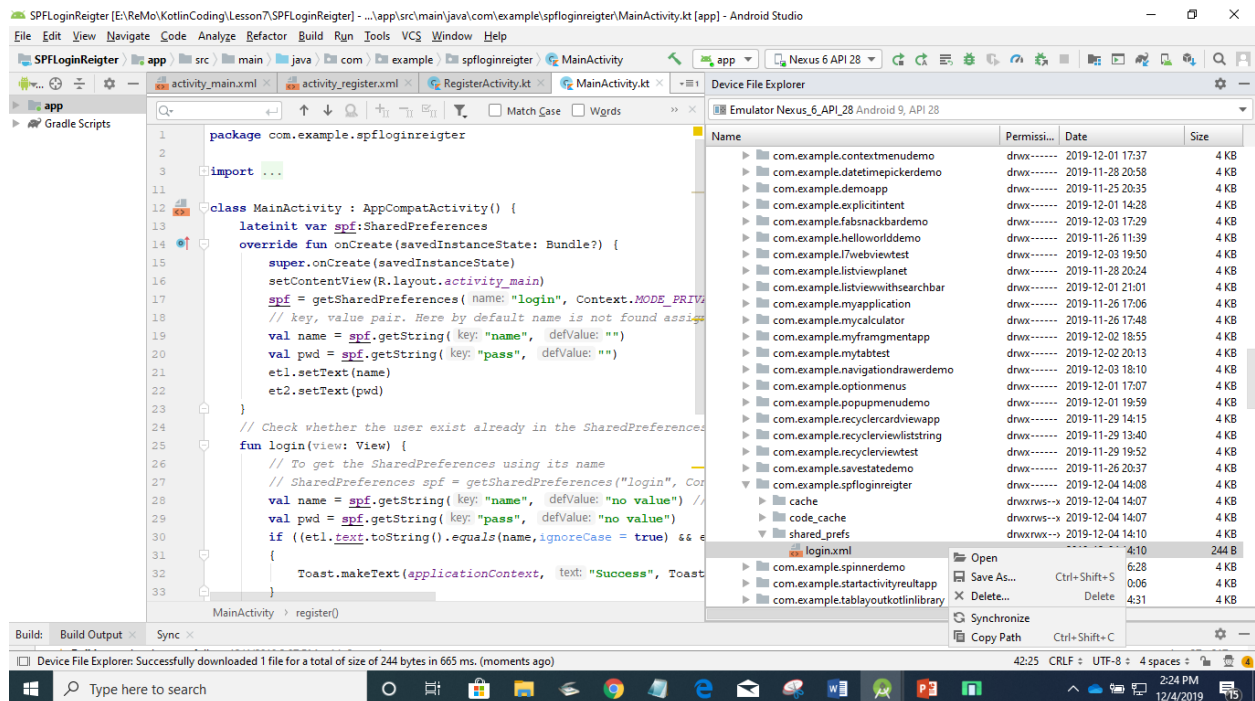 SPFLoginReigter [E:\ReMo\KotlinCoding\Lesson7\SPFLoginReigter] - ...\app\src\main\java\com\example\spfloginreigter\MainActivity.kt [app] - Android Studio
File Edit View Navigate Code Analyze Refactor Build Run Tools VCS Window Help
SPFLoginReigter app src main java com example spfloginreigter MainActivity app Nexus 6 API 28
activity_main.xml activity_register.xml RegisterActivity.kt MainActivity.kt
app
Gradle Scripts
Match Case Words
1 package com.example.spfloginreigter
2
3 import ...
11
12 class MainActivity : AppCompatActivity() {
13 lateinit var spf:SharedPreferences
14 override fun onCreate(savedInstanceState: Bundle?) {
15 super.onCreate(savedInstanceState)
16 setContentView(R.layout.activity_main)
17 spf = getSharedPreferences( name: "login", Context.MODE_PRIVA
18 // key, value pair. Here by default name is not found assign
19 val name = spf.getString( key: "name", defValue: "")
20 val pwd = spf.getString( key: "pass", defValue: "")
21 et1.setText(name)
22 et2.setText(pwd)
23 }
24 // Check whether the user exist already in the SharedPreferences
25 fun login(view: View) {
26 // To get the SharedPreferences using its name
27 // SharedPreferences spf = getSharedPreferences("login", Con
28 val name = spf.getString( key: "name", defValue: "no value") //
29 val pwd = spf.getString( key: "pass", defValue: "no value")
30 if ((et1.text.toString().equals(name,ignoreCase = true) && e
31 {
32 Toast.makeText(applicationContext, text: "Success", Toast
33 }
MainActivity › register()
Device File Explorer
Emulator Nexus_6_API_28 Android 9, API 28
Name Permissi... Date Size
com.example.contextmenudemo drwx------ 2019-12-01 17:37 4 KB
com.example.datetimepickerdemo drwx------ 2019-11-28 20:58 4 KB
com.example.demoapp drwx------ 2019-11-25 20:35 4 KB
com.example.explicitintent drwx------ 2019-12-01 14:28 4 KB
com.example.fabsnackbardemo drwx------ 2019-12-03 17:29 4 KB
com.example.helloworlddemo drwx------ 2019-11-26 11:39 4 KB
com.example.l7webviewtest drwx------ 2019-12-03 19:50 4 KB
com.example.listviewplanet drwx------ 2019-11-28 20:24 4 KB
com.example.listviewwithsearchbar drwx------ 2019-12-01 21:01 4 KB
com.example.myapplication drwx------ 2019-11-26 17:06 4 KB
com.example.mycalculator drwx------ 2019-11-26 17:48 4 KB
com.example.myframgmentapp drwx------ 2019-12-02 18:55 4 KB
com.example.mytabtest drwx------ 2019-12-02 20:13 4 KB
com.example.navigationdrawerdemo drwx------ 2019-12-03 18:10 4 KB
com.example.optionmenus drwx------ 2019-12-01 17:07 4 KB
com.example.popupmenudemo drwx------ 2019-12-01 19:59 4 KB
com.example.recyclercardviewapp drwx------ 2019-11-29 14:15 4 KB
com.example.recyclerviewliststring drwx------ 2019-11-29 13:40 4 KB
com.example.recyclerviewtest drwx------ 2019-11-29 19:52 4 KB
com.example.savestatedemo drwx------ 2019-11-26 20:37 4 KB
com.example.spfloginreigter drwx------ 2019-12-04 14:08 4 KB
cache drwxrws--x 2019-12-04 14:07 4 KB
code_cache drwxrws--x 2019-12-04 14:07 4 KB
shared_prefs drwxrwx--x 2019-12-04 14:10 4 KB
login.xml 4:10 244 B
com.example.spinnerdemo 6:28 4 KB
com.example.startactivityreultapp 0:06 4 KB
com.example.tablayoutkotlinlibrary 4:31 4 KB
Open
Save As... Ctrl+Shift+S
Delete... Delete
Synchronize
Copy Path Ctrl+Shift+C
Build: Build Output Sync
Device File Explorer: Successfully downloaded 1 file for a total of size of 244 bytes in 665 ms. (moments ago) 42:25 CRLF UTF-8 4 spaces 4
Type here to search
2:24 PM
12/4/2019
15